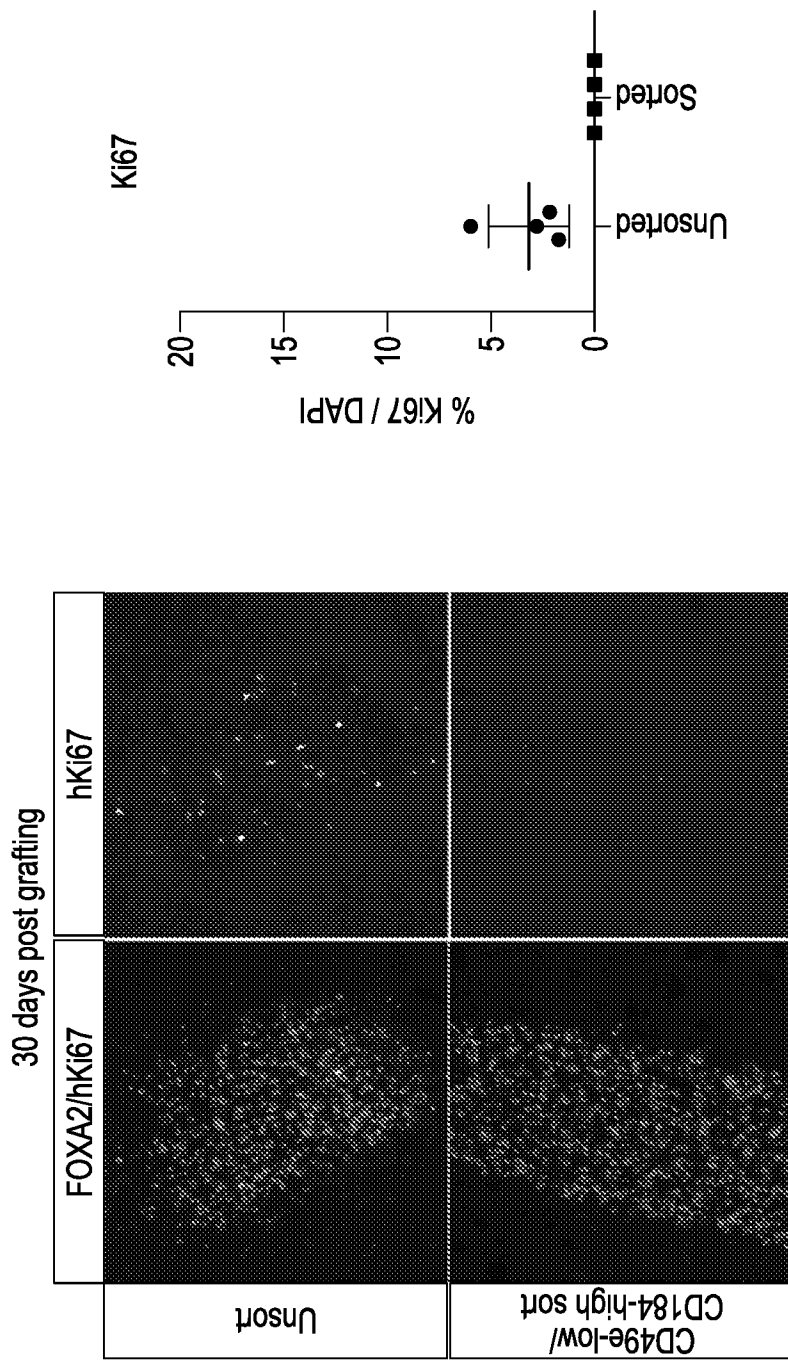 30 days post grafting
FOXA2/hKi67
hKi67
Unsort
CD49e-low/
CD184-high sort
Ki67
% Ki67 / DAPI
20
15
10
5
0
Unsorted
Sorted